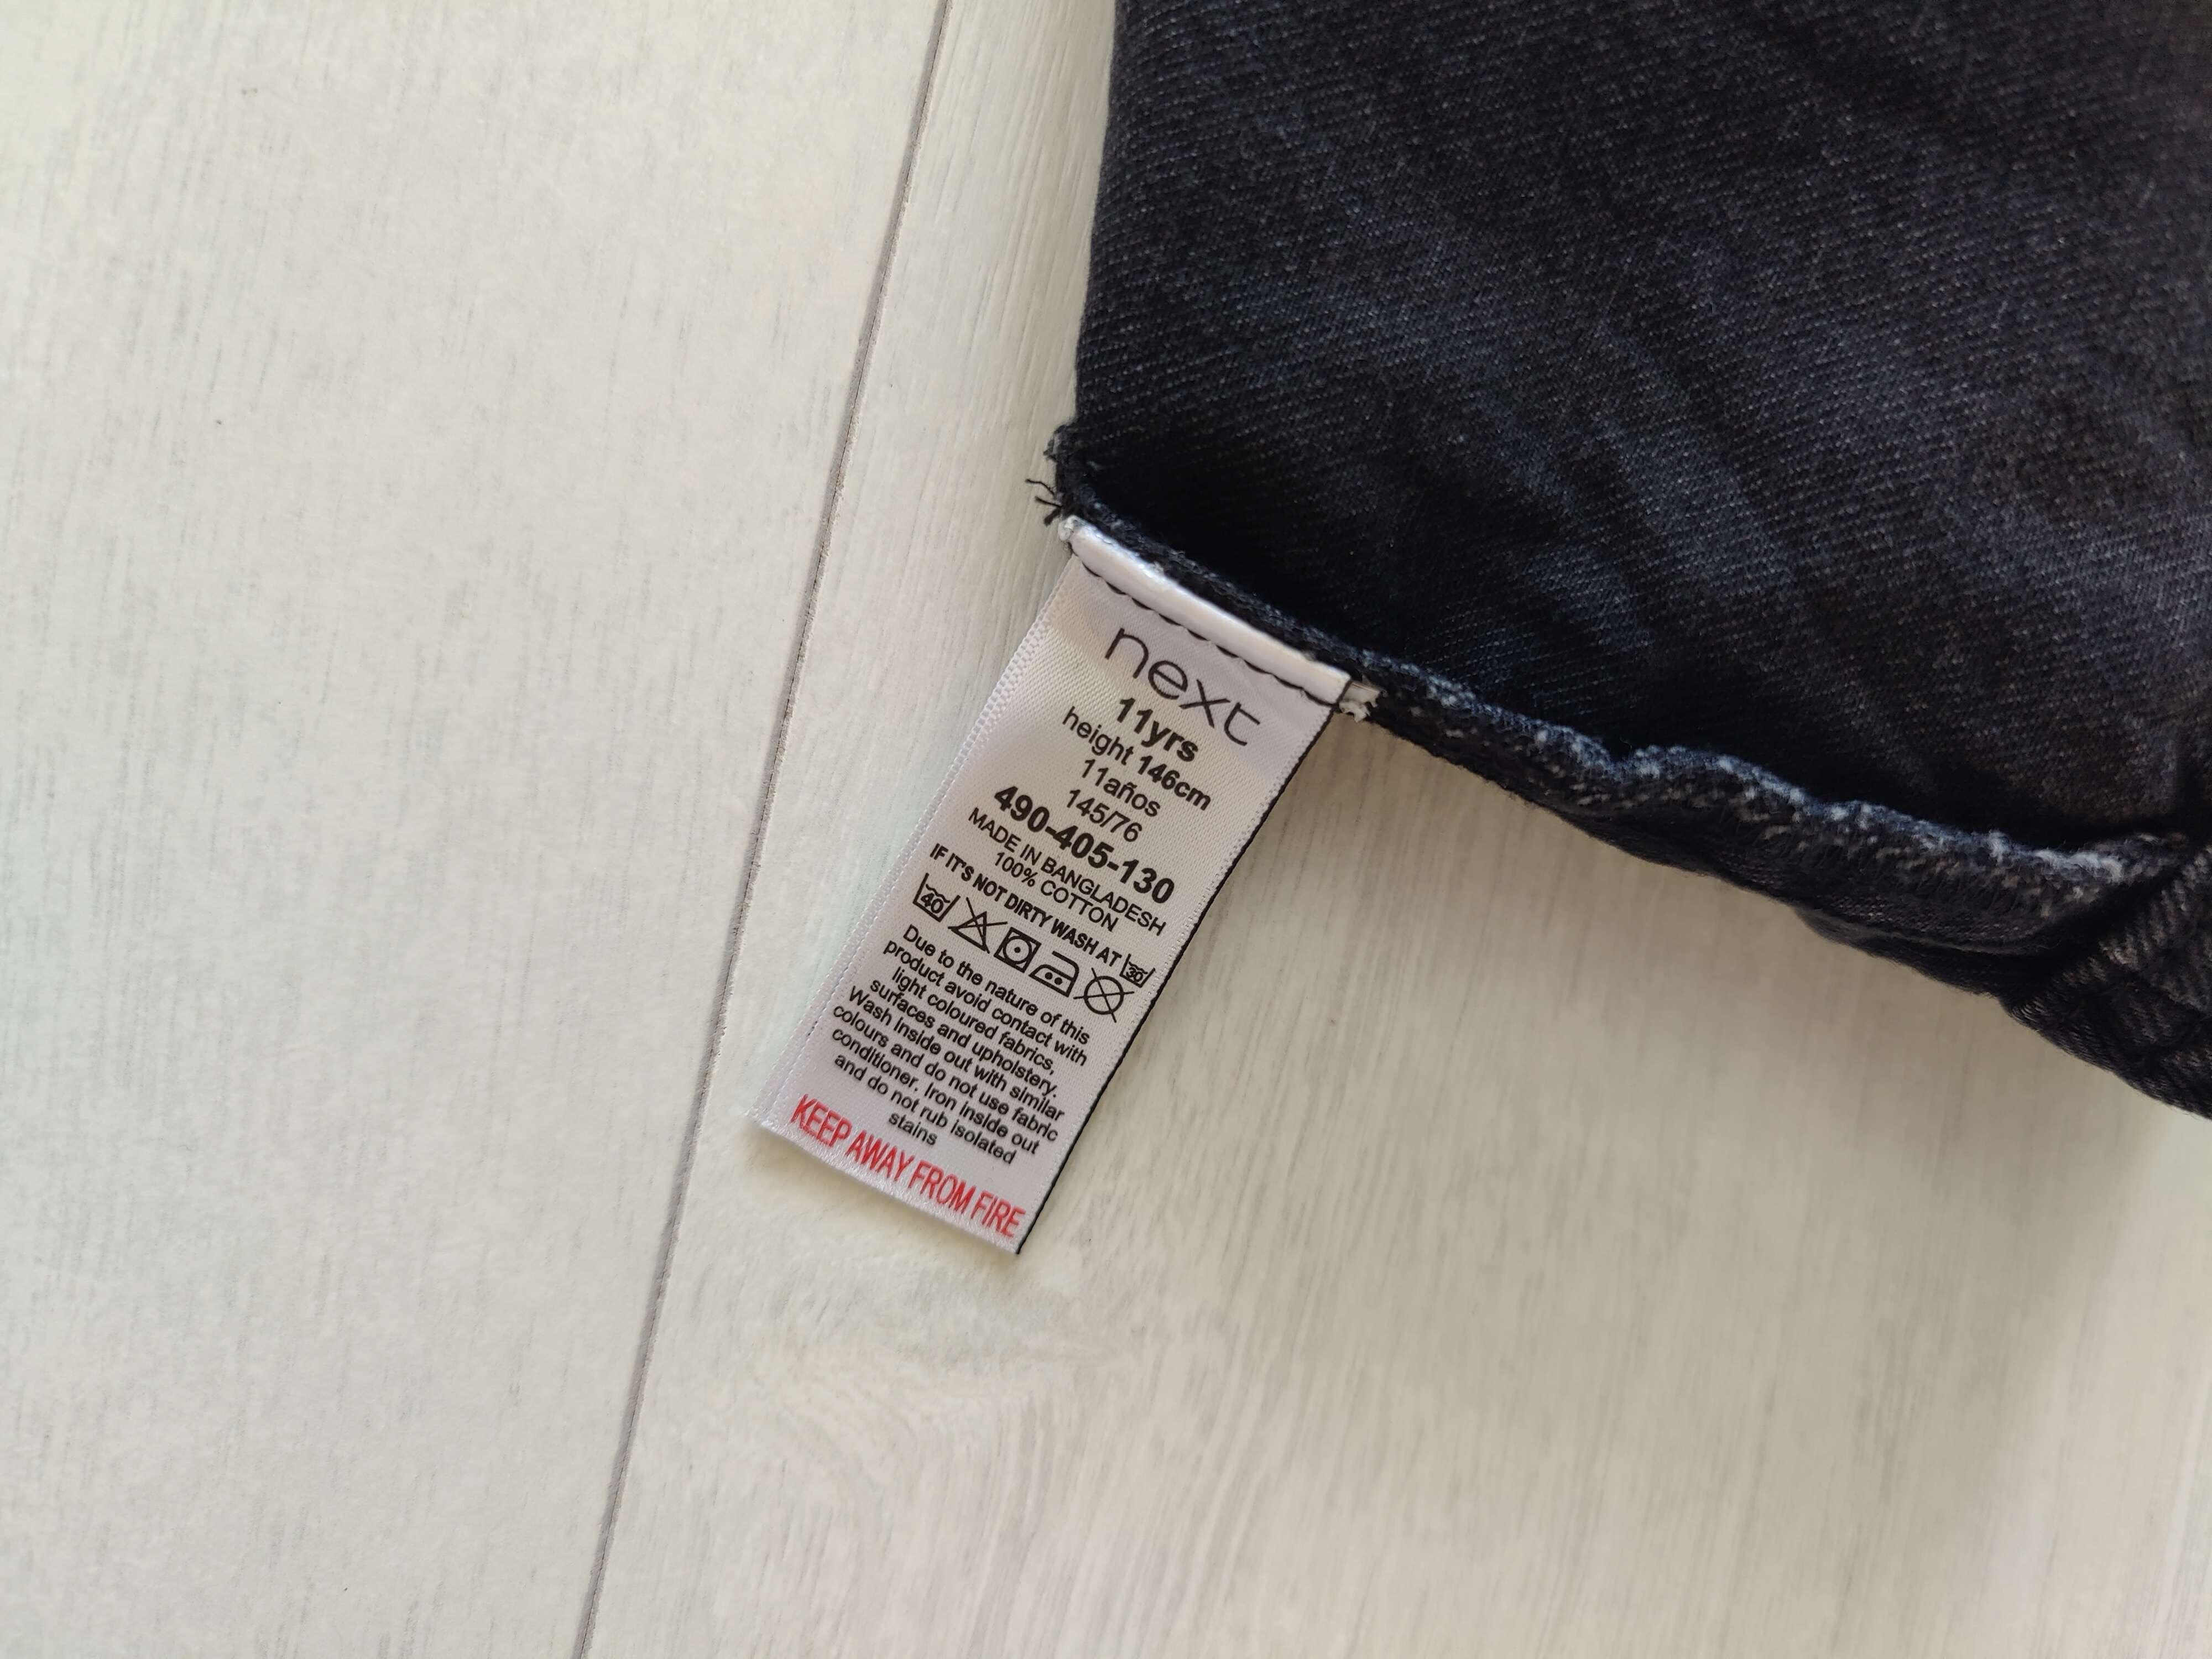 next
11yrs
height 146cm
11años
145/76
490-405-130
MADE IN BANGLADESH
100% COTTON
IF IT'S NOT DIRTY WASH AT 30
40
Due to the nature of this
product avoid contact with
light coloured fabrics,
surfaces and upholstery.
Wash inside out with similar
colours and do not use fabric
conditioner. Iron inside out
and do not rub isolated
stains
KEEP AWAY FROM FIRE